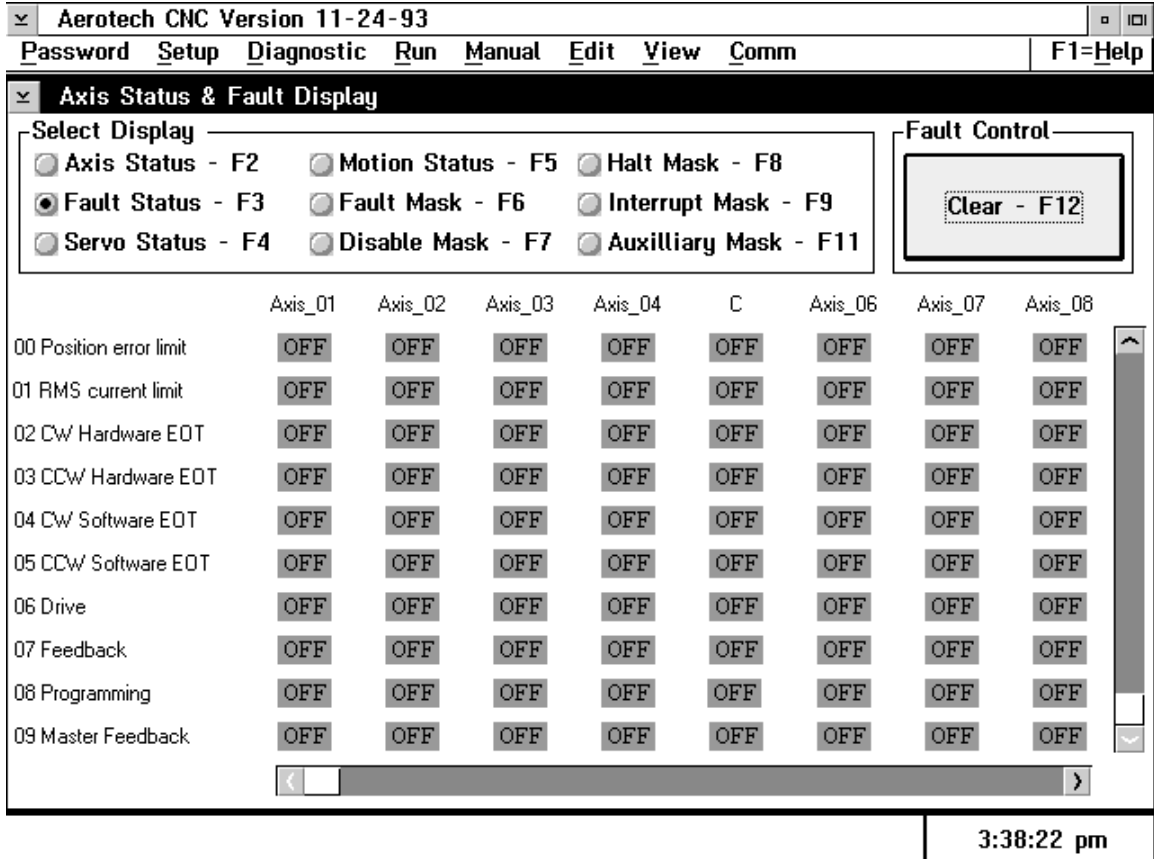 Aerotech CNC Version 11-24-93
Password Setup Diagnostic Run Manual Edit View Comm F1=Help
Axis Status & Fault Display
Select Display Fault Control
Axis Status - F2 Motion Status - F5 Halt Mask - F8
Fault Status - F3 Fault Mask - F6 Interrupt Mask - F9 Clear - F12
Servo Status - F4 Disable Mask - F7 Auxilliary Mask - F11
Axis_01 Axis_02 Axis_03 Axis_04 C Axis_06 Axis_07 Axis_08
00 Position error limit OFF OFF OFF OFF OFF OFF OFF OFF
01 RMS current limit OFF OFF OFF OFF OFF OFF OFF OFF
02 CW Hardware EOT OFF OFF OFF OFF OFF OFF OFF OFF
03 CCW Hardware EOT OFF OFF OFF OFF OFF OFF OFF OFF
04 CW Software EOT OFF OFF OFF OFF OFF OFF OFF OFF
05 CCW Software EOT OFF OFF OFF OFF OFF OFF OFF OFF
06 Drive OFF OFF OFF OFF OFF OFF OFF OFF
07 Feedback OFF OFF OFF OFF OFF OFF OFF OFF
08 Programming OFF OFF OFF OFF OFF OFF OFF OFF
09 Master Feedback OFF OFF OFF OFF OFF OFF OFF OFF
3:38:22 pm